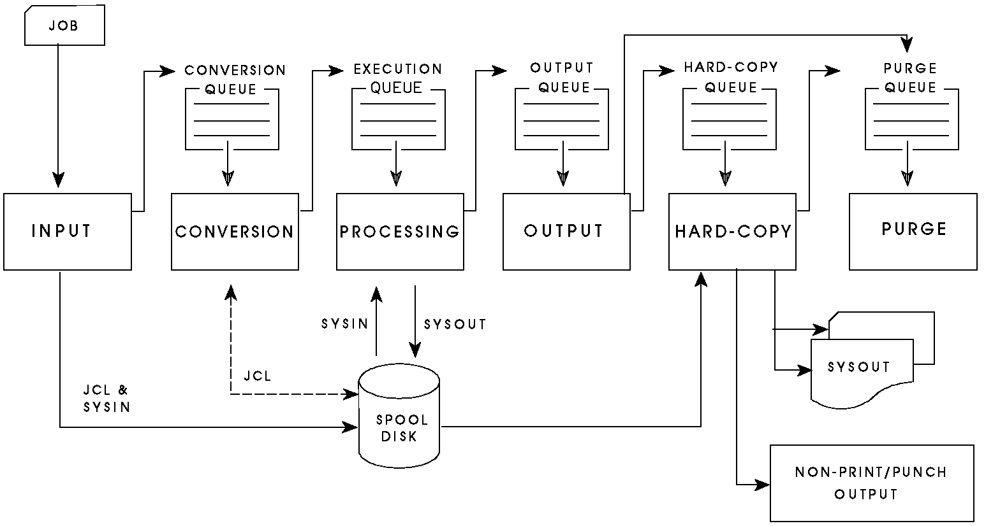 JOB
CONVERSION
QUEUE
EXECUTION
QUEUE
OUTPUT
QUEUE
HARD-COPY
QUEUE
PURGE
QUEUE
INPUT
CONVERSION
PROCESSING
OUTPUT
HARD-COPY
PURGE
SYSIN
SYSOUT
JCL
JCL &
SYSIN
SPOOL
DISK
SYSOUT
NON-PRINT/PUNCH
OUTPUT